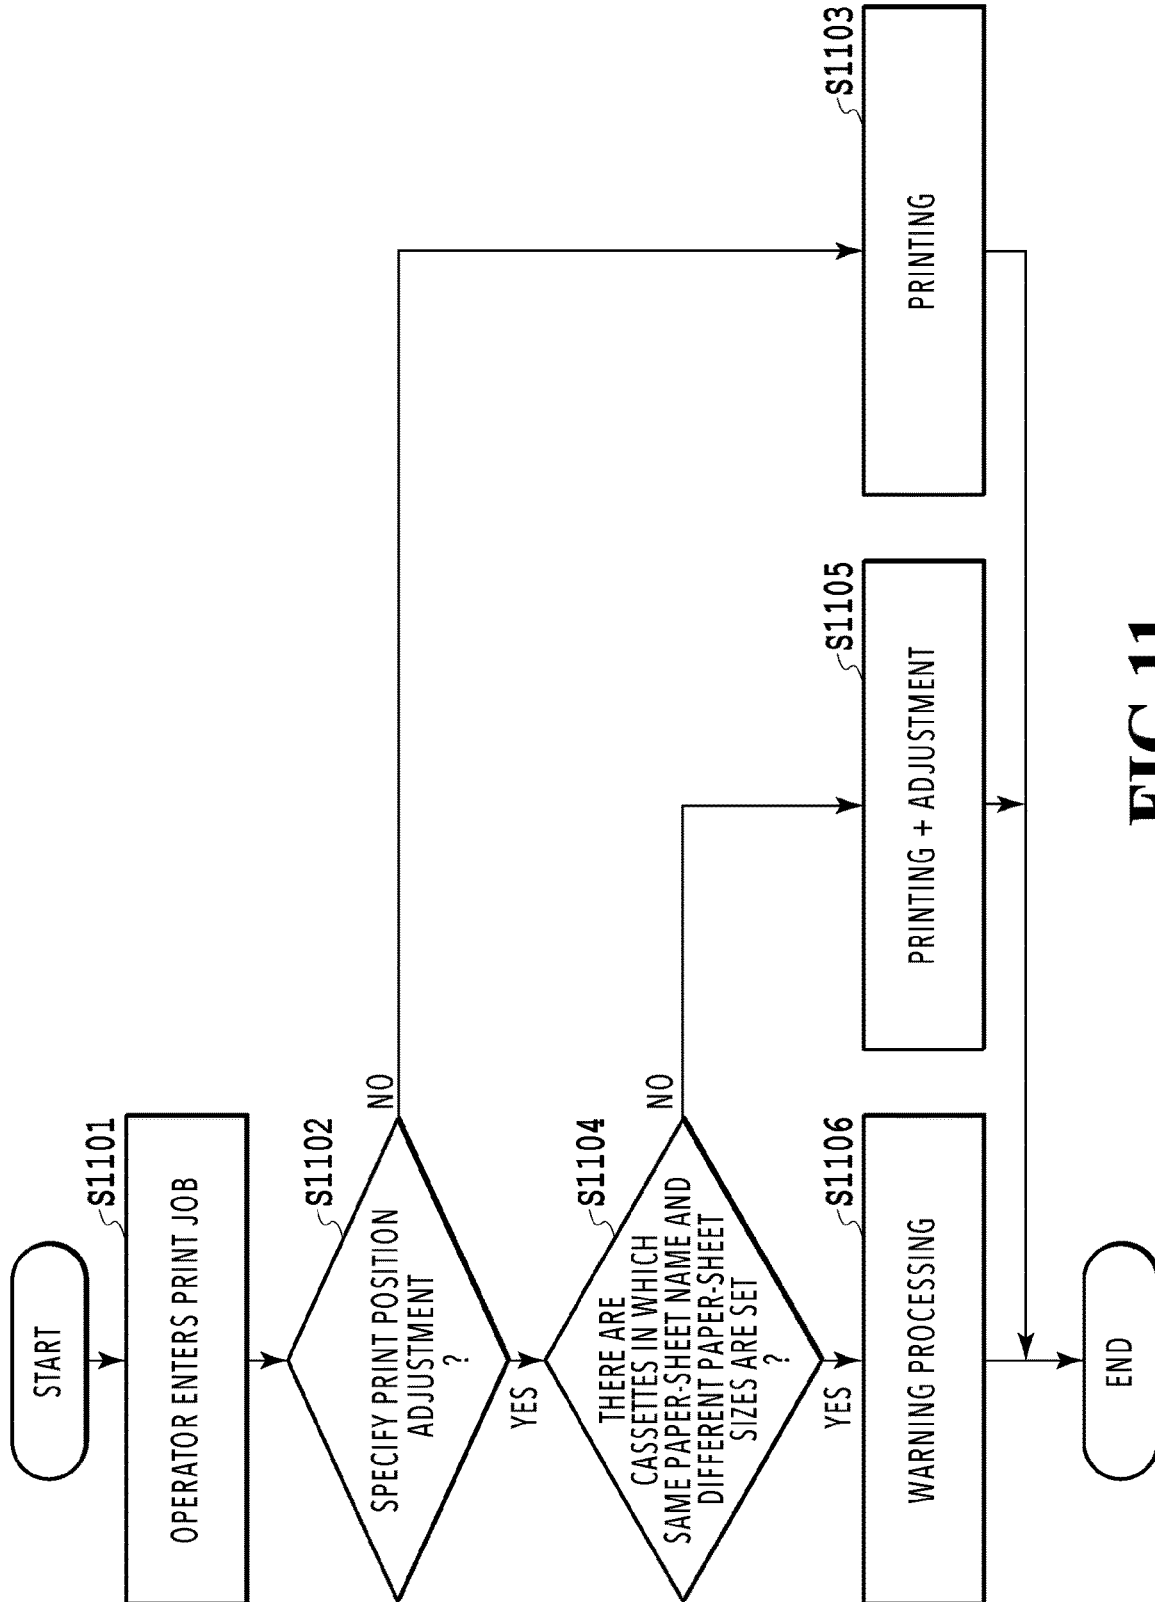 START
S1101
OPERATOR ENTERS PRINT JOB
S1102
SPECIFY PRINT POSITION
ADJUSTMENT
?
NO
YES
S1104
THERE ARE
CASSETTES IN WHICH
SAME PAPER-SHEET NAME AND
DIFFERENT PAPER-SHEET
SIZES ARE SET
?
NO
YES
S1106
WARNING PROCESSING
S1105
PRINTING + ADJUSTMENT
S1103
PRINTING
END
FIG.11